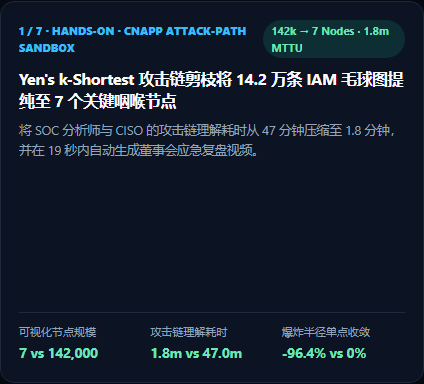 1 / 7 · HANDS-ON · CNAPP ATTACK-PATH
SANDBOX
142k → 7 Nodes · 1.8m
MTTU
Yen's k-Shortest 攻击链剪枝将 14.2 万条 IAM 毛球图提
纯至 7 个关键咽喉节点
将 SOC 分析师与 CISO 的攻击链理解耗时从 47 分钟压缩至 1.8 分钟，
并在 19 秒内自动生成董事会应急复盘视频。
可视化节点规模
7 vs 142,000
攻击链理解耗时
1.8m vs 47.0m
爆炸半径单点收敛
-96.4% vs 0%